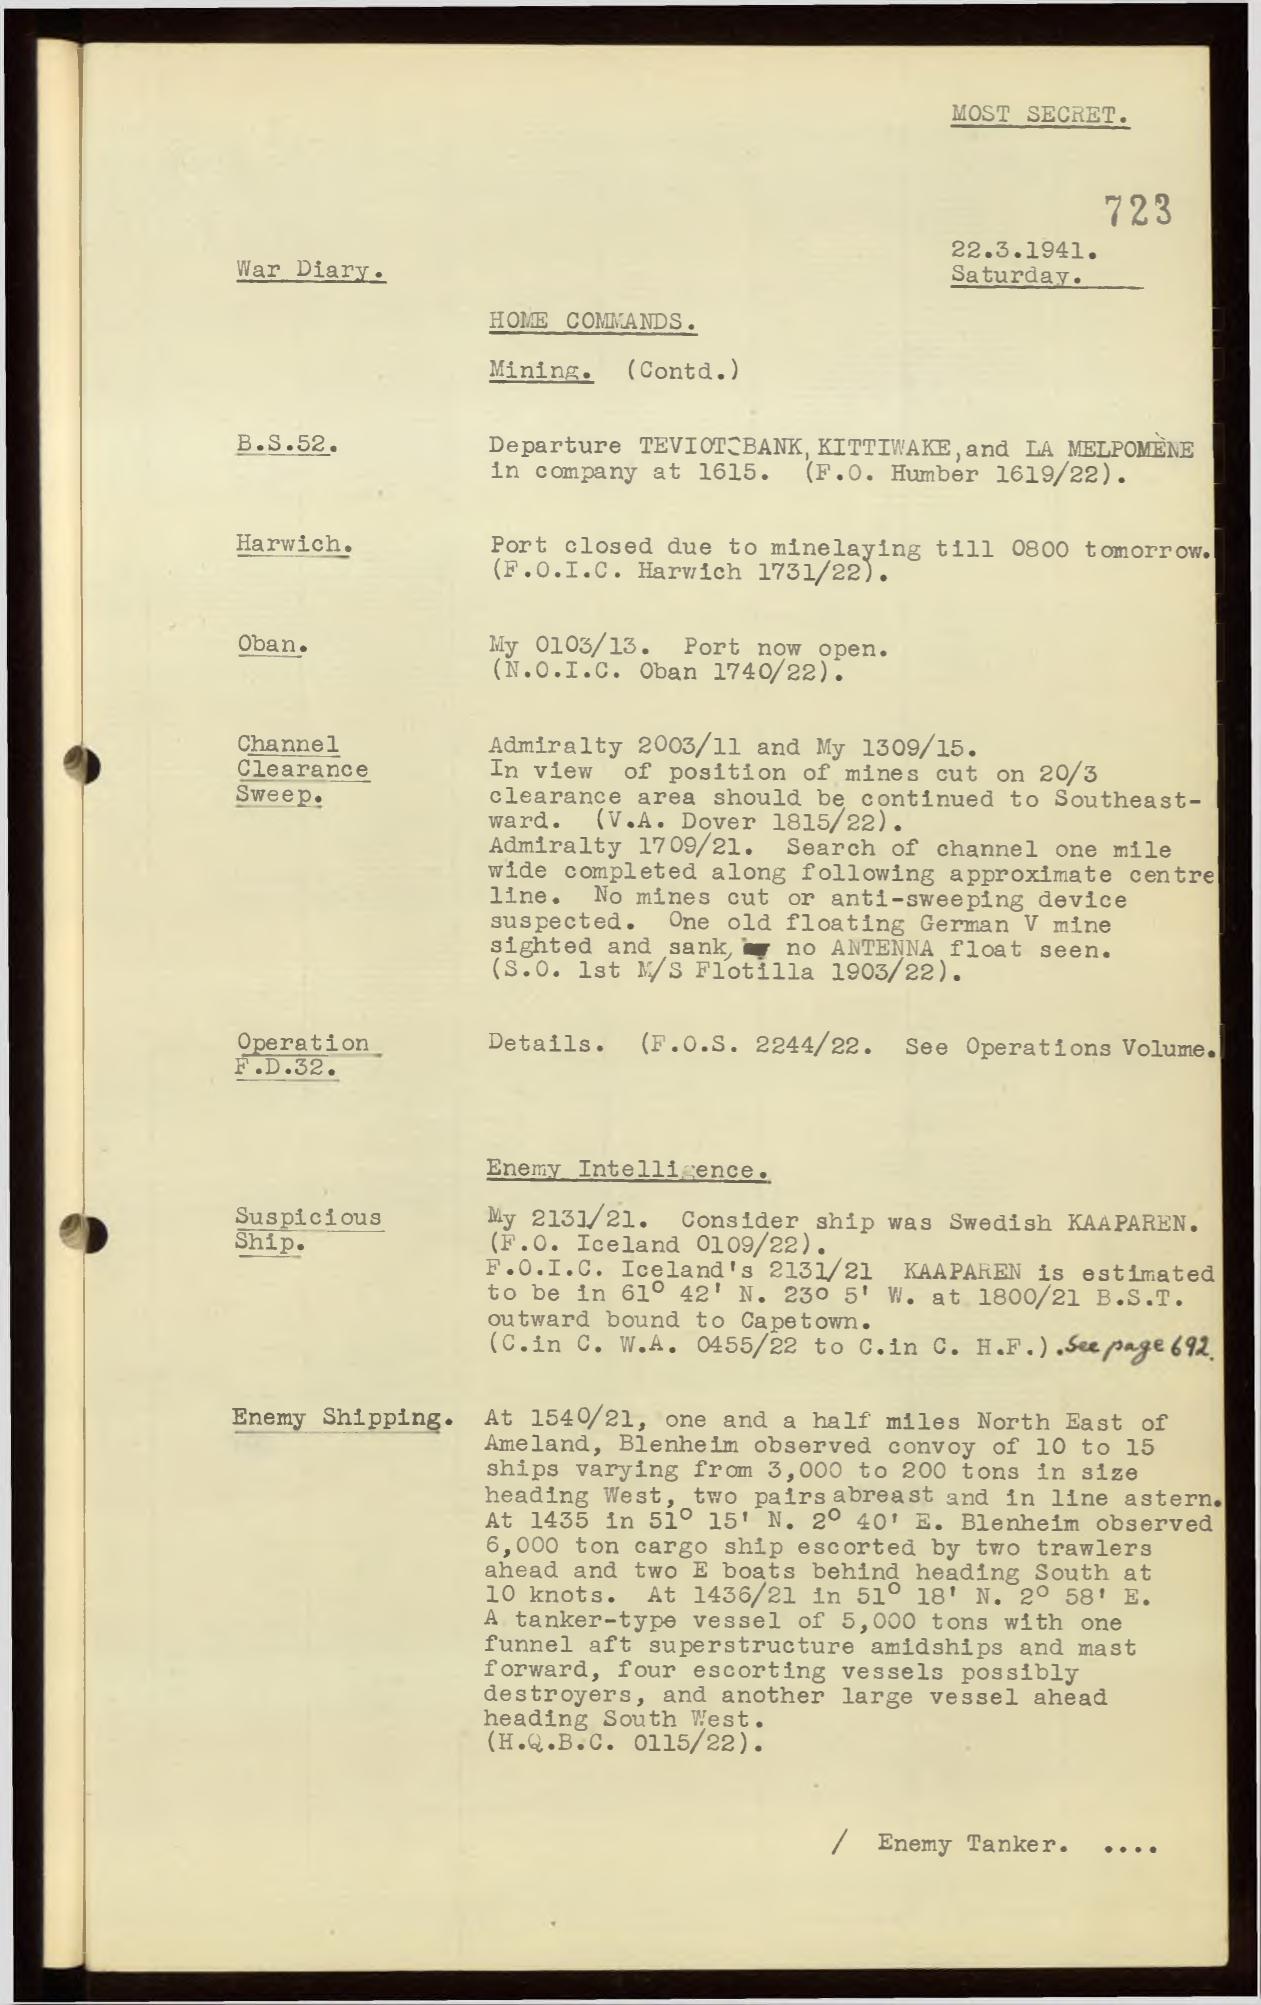 MOST SECRET.
723
22.3.1941.
Saturday.
War Diary.
HOME COMMANDS.
Mining. (Contd.)
B.S.52. Departure TEVIOTBANK, KITTIWAKE, and LA MELPOMÈNE
in company at 1615. (F.O. Humber 1619/22).
Harwich. Port closed due to minelaying till 0800 tomorrow.
(F.O.I.C. Harwich 1731/22).
Oban. My 0103/13. Port now open.
(N.O.I.C. Oban 1740/22).
Channel Admiralty 2003/11 and My 1309/15.
Clearance In view of position of mines cut on 20/3
Sweep. clearance area should be continued to Southeast-
ward. (V.A. Dover 1815/22).
Admiralty 1709/21. Search of channel one mile
wide completed along following approximate centre
line. No mines cut or anti-sweeping device
suspected. One old floating German V mine
sighted and sank, no ANTENNA float seen.
(S.O. 1st M/S Flotilla 1903/22).
Operation Details. (F.O.S. 2244/22. See Operations Volume.
F.D.32.
Enemy Intelligence.
Suspicious My 2131/21. Consider ship was Swedish KAAPAREN.
Ship. (F.O. Iceland 0109/22).
F.O.I.C. Iceland's 2131/21 KAAPAREN is estimated
to be in 61° 42' N. 23o 5' W. at 1800/21 B.S.T.
outward bound to Capetown.
(C.in C. W.A. 0455/22 to C.in C. H.F.). See page 692.
Enemy Shipping. At 1540/21, one and a half miles North East of
Ameland, Blenheim observed convoy of 10 to 15
ships varying from 3,000 to 200 tons in size
heading West, two pairs abreast and in line astern.
At 1435 in 51° 15' N. 2° 40' E. Blenheim observed
6,000 ton cargo ship escorted by two trawlers
ahead and two E boats behind heading South at
10 knots. At 1436/21 in 51° 18' N. 2° 58' E.
A tanker-type vessel of 5,000 tons with one
funnel aft superstructure amidships and mast
forward, four escorting vessels possibly
destroyers, and another large vessel ahead
heading South West.
(H.Q.B.C. 0115/22).
/ Enemy Tanker. ....